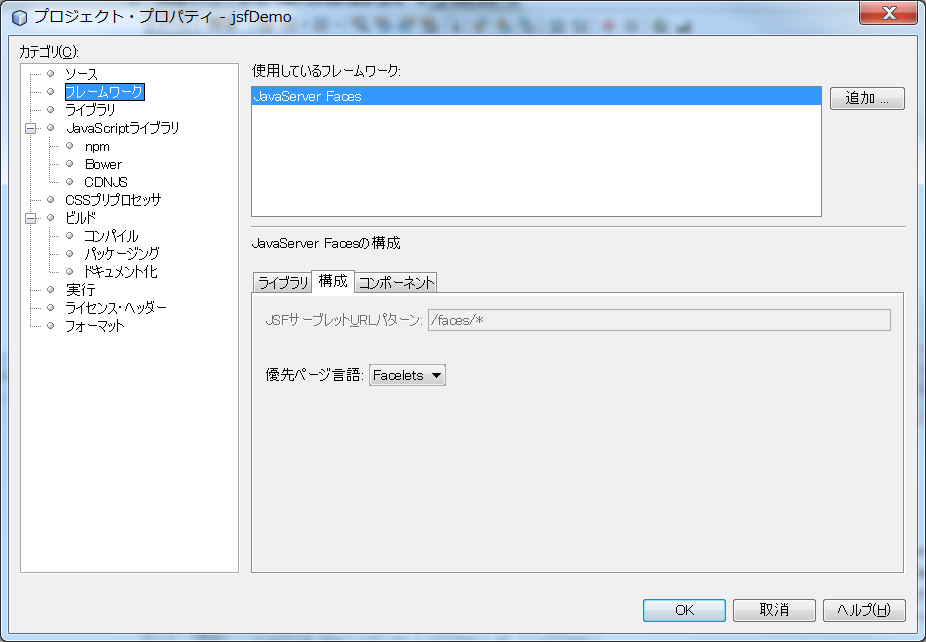 プロジェクト・プロパティ - jsfDemo
カテゴリ(C):
ソース
フレームワーク
ライブラリ
JavaScriptライブラリ
npm
Bower
CDNJS
CSSプリプロセッサ
ビルド
コンパイル
パッケージング
ドキュメント化
実行
ライセンス・ヘッダー
フォーマット
使用しているフレームワーク:
JavaServer Faces
追加 ...
JavaServer Facesの構成
ライブラリ 構成 コンポーネント
JSFサーブレットURLパターン: /faces/*
優先ページ言語: Facelets
OK 取消 ヘルプ(H)